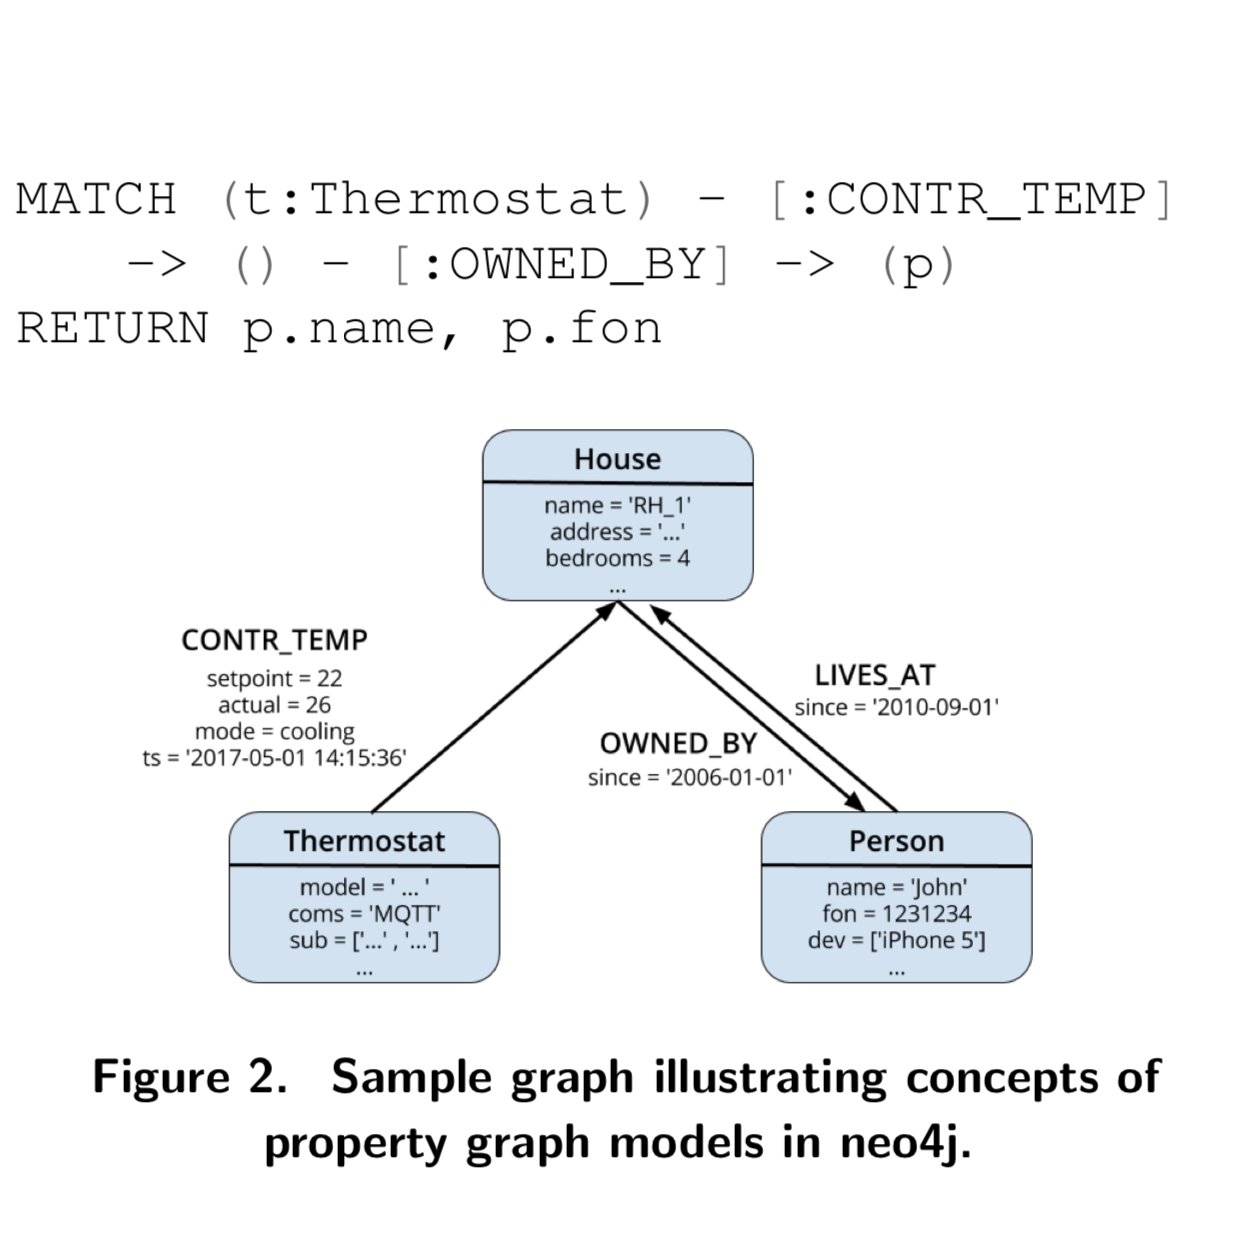 MATCH (t:Thermostat) - [:CONTR_TEMP]
-> () - [:OWNED_BY] -> (p)
RETURN p.name, p.fon
House
name = 'RH_1'
address = '...'
bedrooms = 4
...
CONTR_TEMP
setpoint = 22
actual = 26
mode = cooling
ts = '2017-05-01 14:15:36'
LIVES_AT
since = '2010-09-01'
OWNED_BY
since = '2006-01-01'
Thermostat
model = ' ... '
coms = 'MQTT'
sub = ['...' , '...']
...
Person
name = 'John'
fon = 1231234
dev = ['iPhone 5']
...
Figure 2. Sample graph illustrating concepts of
property graph models in neo4j.